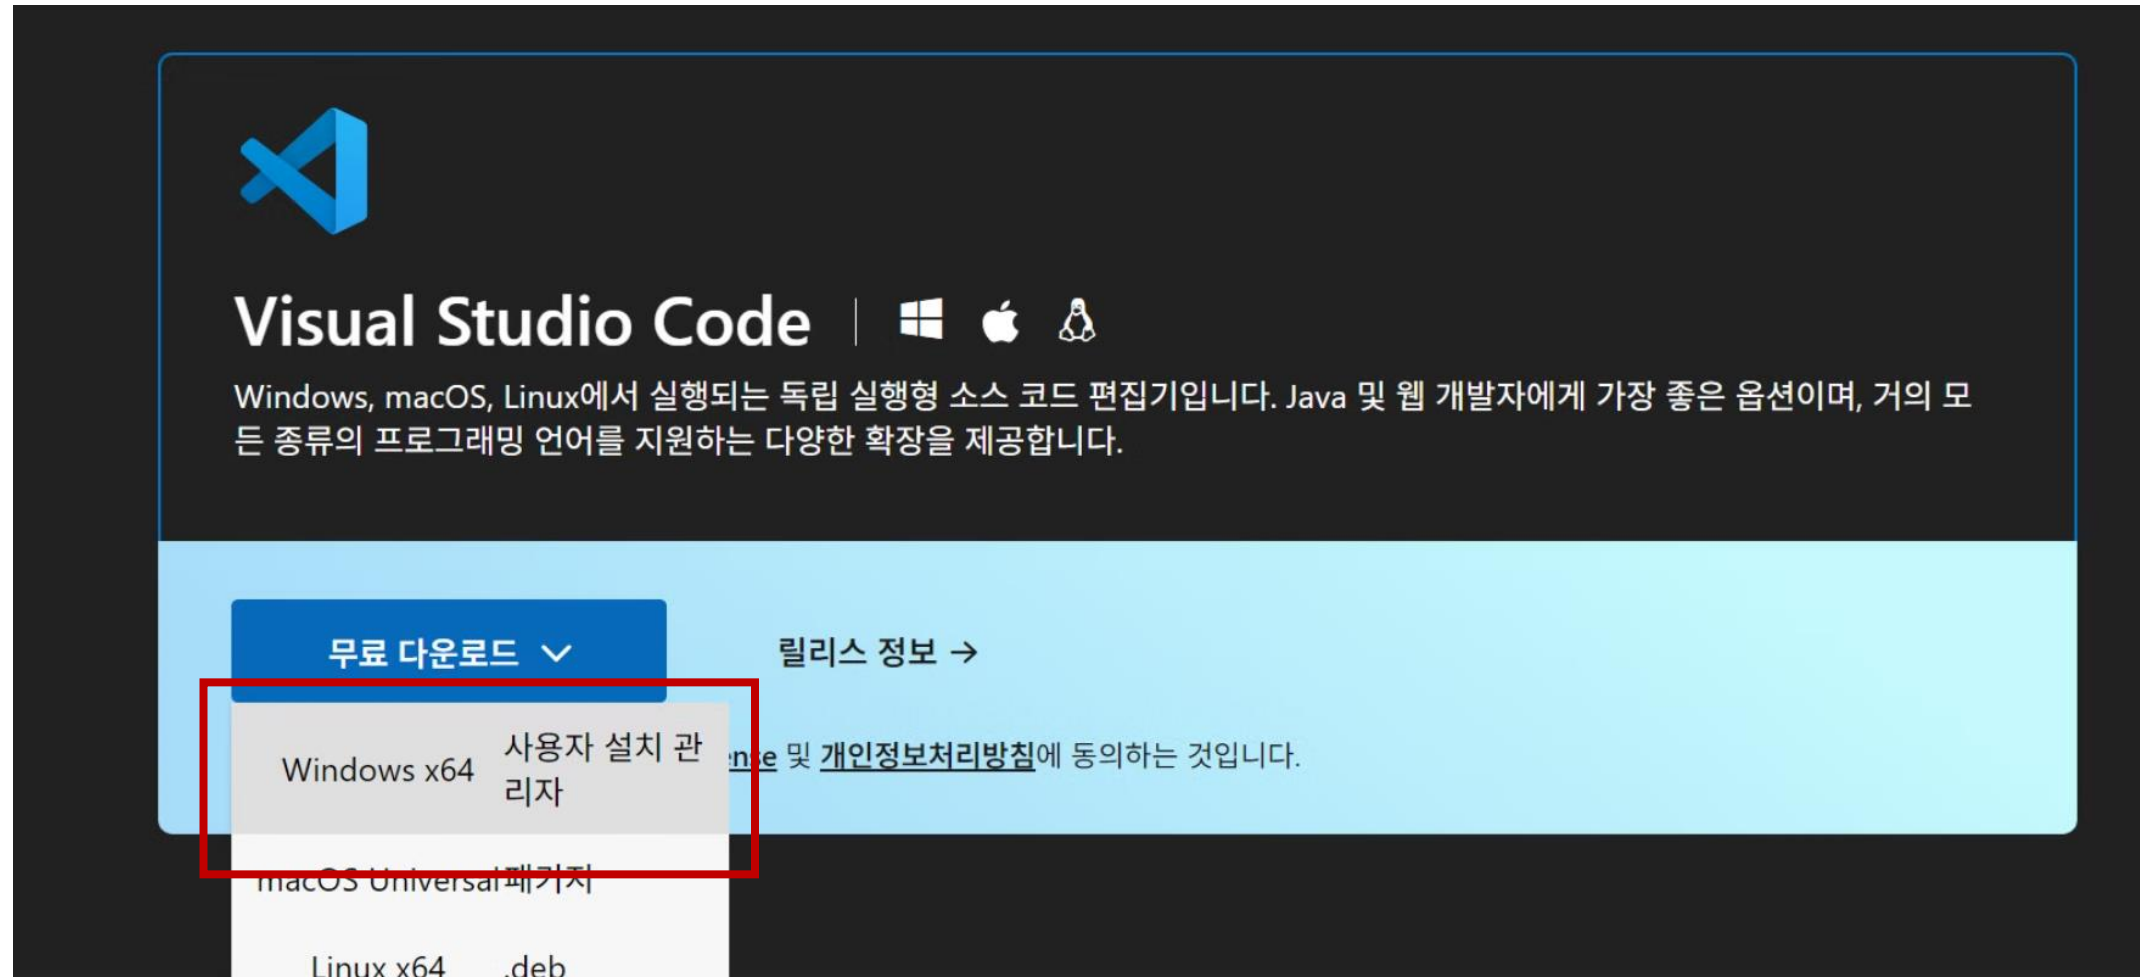 Visual Studio Code
Windows, macOS, Linux에서 실행되는 독립 실행형 소스 코드 편집기입니다. Java 및 웹 개발자에게 가장 좋은 옵션이며, 거의 모
든 종류의 프로그래밍 언어를 지원하는 다양한 확장을 제공합니다.
무료 다운로드
릴리스 정보 →
Windows x64 사용자 설치 관
리자
및 개인정보처리방침에 동의하는 것입니다.
macOS Universal 패키지
Linux x64 .deb